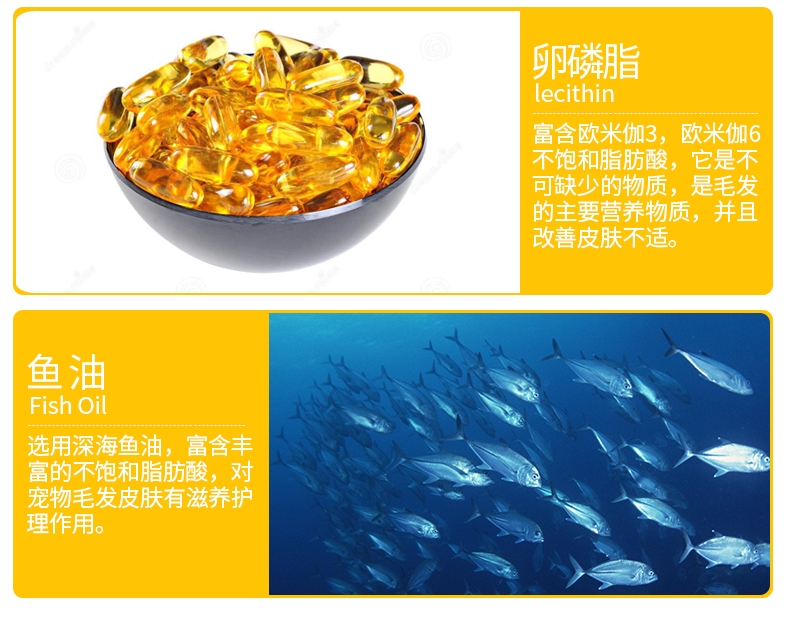 卵磷脂
lecithin
富含欧米伽3，欧米伽6
不饱和脂肪酸，它是不
可缺少的物质，是毛发
的主要营养物质，并且
改善皮肤不适。
鱼油
Fish Oil
选用深海鱼油，富含丰
富的不饱和脂肪酸，对
宠物毛发皮肤有滋养护
理作用。